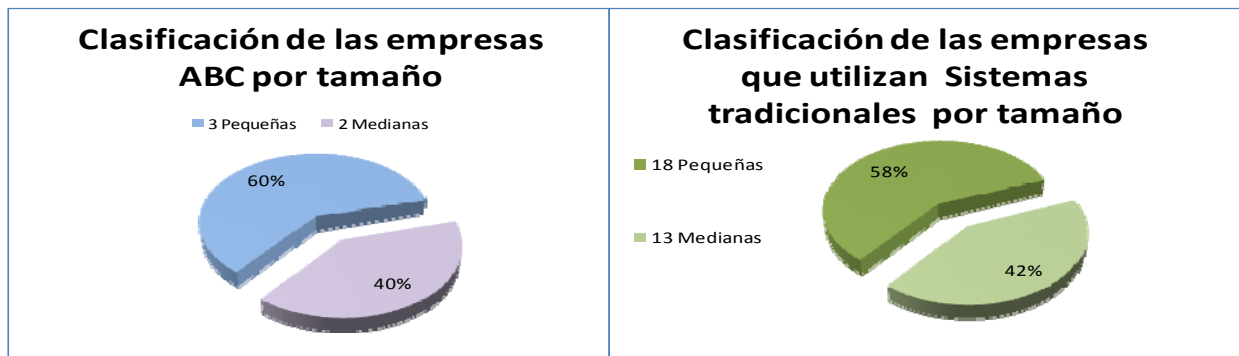 Clasificación de las empresas
ABC por tamaño
3 Pequeñas 2 Medianas
60%
40%
Clasificación de las empresas
que utilizan Sistemas
tradicionales por tamaño
18 Pequeñas
58%
13 Medianas
42%